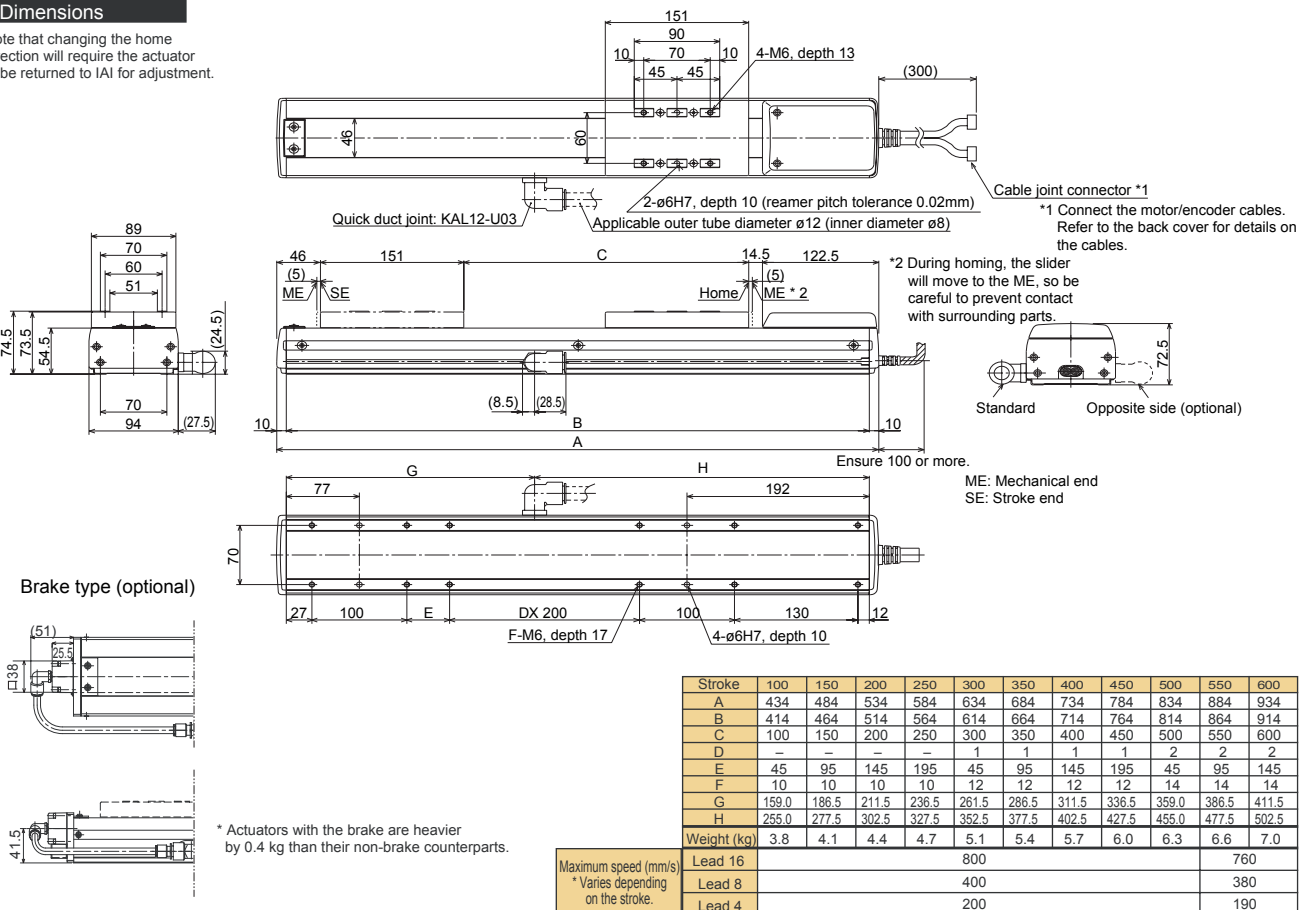 Dimensions
ote that changing the home
ection will require the actuator
be returned to IAI for adjustment.
151
90
10 70 10
4-M6, depth 13
45 45
(300)
46
60
Cable joint connector *1
2-ø6H7, depth 10 (reamer pitch tolerance 0.02mm)
Quick duct joint: KAL12-U03
Applicable outer tube diameter ø12 (inner diameter ø8)
*1 Connect the motor/encoder cables.
Refer to the back cover for details on
the cables.
89
70
60
51
74.5
73.5
54.5
(24.5)
70
94
(27.5)
46 151 C 14.5 122.5
(5) (5)
ME SE Home ME * 2
*2 During homing, the slider
will move to the ME, so be
careful to prevent contact
with surrounding parts.
72.5
Standard Opposite side (optional)
(8.5) (28.5)
10 B 10
A
Ensure 100 or more.
G H
77 192
ME: Mechanical end
SE: Stroke end
70
27 100 E DX 200 100 130 12
F-M6, depth 17
4-ø6H7, depth 10
Brake type (optional)
(51)
25.5
□38
41.5
* Actuators with the brake are heavier
by 0.4 kg than their non-brake counterparts.
Stroke 100 150 200 250 300 350 400 450 500 550 600
A 434 484 534 584 634 684 734 784 834 884 934
B 414 464 514 564 614 664 714 764 814 864 914
C 100 150 200 250 300 350 400 450 500 550 600
D – – – – 1 1 1 1 2 2 2
E 45 95 145 195 45 95 145 195 45 95 145
F 10 10 10 10 12 12 12 12 14 14 14
G 159.0 186.5 211.5 236.5 261.5 286.5 311.5 336.5 359.0 386.5 411.5
H 255.0 277.5 302.5 327.5 352.5 377.5 402.5 427.5 455.0 477.5 502.5
Weight (kg) 3.8 4.1 4.4 4.7 5.1 5.4 5.7 6.0 6.3 6.6 7.0
Maximum speed (mm/s)
* Varies depending
on the stroke.
Lead 16 800 760
Lead 8 400 380
Lead 4 200 190